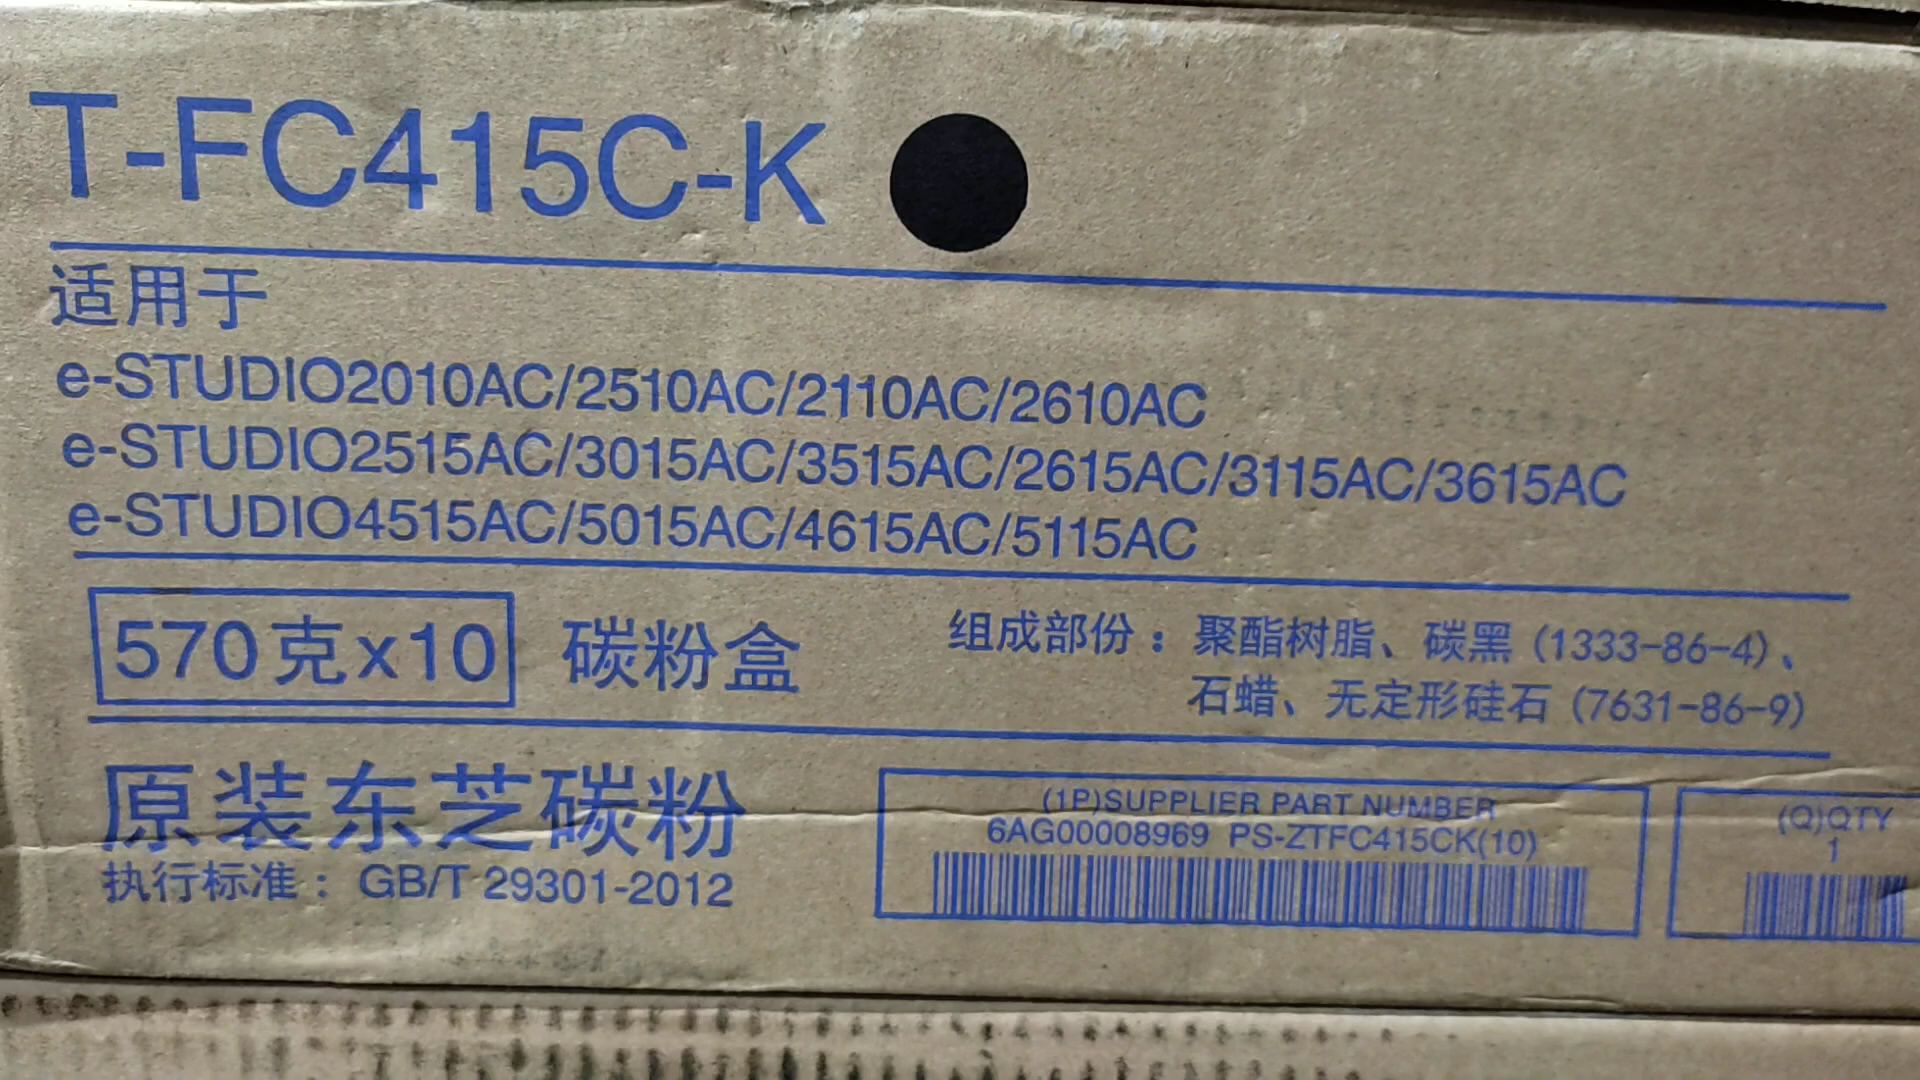 T-FC415C-K
适用于
e-STUDIO2010AC/2510AC/2110AC/2610AC
e-STUDIO2515AC/3015AC/3515AC/2615AC/3115AC/3615AC
e-STUDIO4515AC/5015AC/4615AC/5115AC
570克x10 碳粉盒
组成部份：聚酯树脂、碳黑 (1333-86-4)、
石蜡、无定形硅石 (7631-86-9)
原装东芝碳粉
执行标准：GB/T 29301-2012
(1P)SUPPLIER PART NUMBER
6AG00008969 PS-ZTFC415CK(10)
(Q)QTY
1